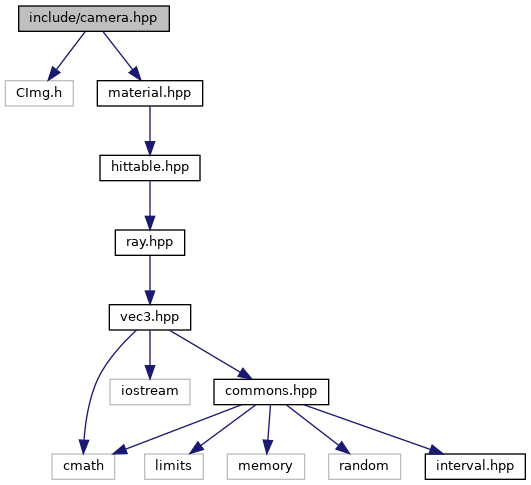 include/camera.hpp
CImg.h
material.hpp
hittable.hpp
ray.hpp
vec3.hpp
iostream
commons.hpp
cmath
limits
memory
random
interval.hpp